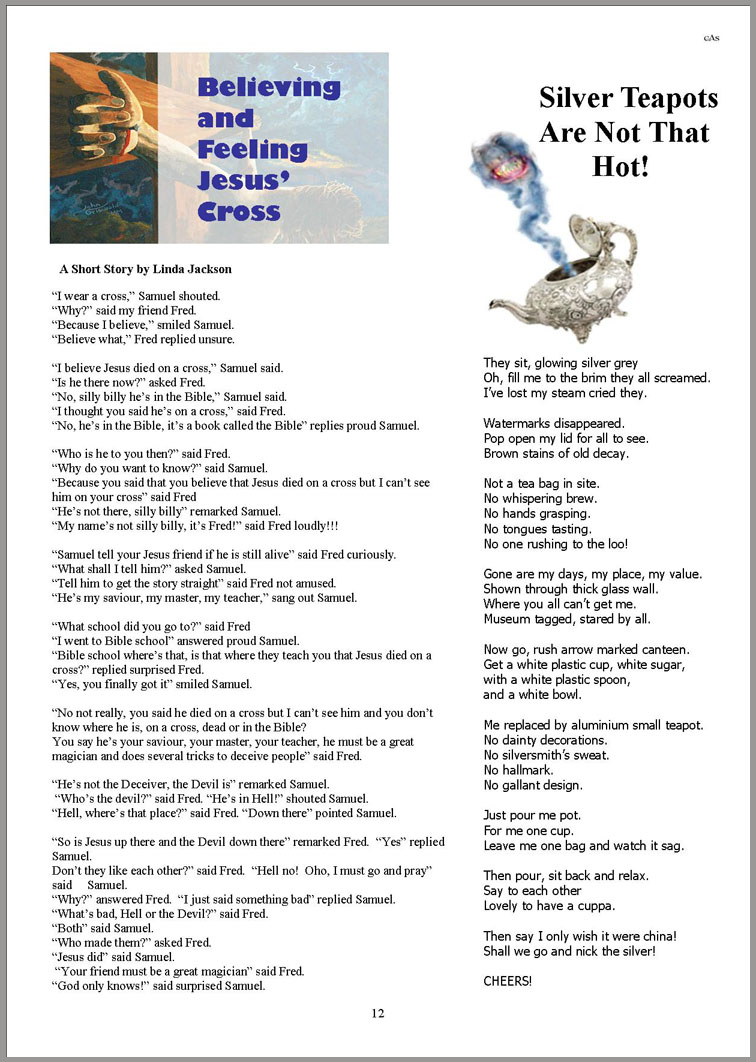 cAs
Believing
and
Feeling
Jesus’
Cross
A Short Story by Linda Jackson
“I wear a cross,” Samuel shouted.
“Why?” said my friend Fred.
“Because I believe,” smiled Samuel.
“Believe what,” Fred replied unsure.
“I believe Jesus died on a cross,” Samuel said.
“Is he there now?” asked Fred.
“No, silly billy he’s in the Bible,” Samuel said.
“I thought you said he’s on a cross,” said Fred.
“No, he’s in the Bible, it’s a book called the Bible” replies proud Samuel.
“Who is he to you then?” said Fred.
“Why do you want to know?” said Samuel.
“Because you said that you believe that Jesus died on a cross but I can’t see
him on your cross” said Fred
“He’s not there, silly billy” remarked Samuel.
“My name’s not silly billy, it’s Fred!” said Fred loudly!!!
“Samuel tell your Jesus friend if he is still alive” said Fred curiously.
“What shall I tell him?” asked Samuel.
“Tell him to get the story straight” said Fred not amused.
“He’s my saviour, my master, my teacher,” sang out Samuel.
“What school did you go to?” said Fred
“I went to Bible school” answered proud Samuel.
“Bible school where’s that, is that where they teach you that Jesus died on a
cross?” replied surprised Fred.
“Yes, you finally got it” smiled Samuel.
“No not really, you said he died on a cross but I can’t see him and you don’t
know where he is, on a cross, dead or in the Bible?
You say he’s your saviour, your master, your teacher, he must be a great
magician and does several tricks to deceive people” said Fred.
“He’s not the Deceiver, the Devil is” remarked Samuel.
“Who’s the devil?” said Fred. “He’s in Hell!” shouted Samuel.
“Hell, where’s that place?” said Fred. “Down there” pointed Samuel.
“So is Jesus up there and the Devil down there” remarked Fred. “Yes” replied
Samuel.
Don’t they like each other?” said Fred. “Hell no! Oho, I must go and pray”
said Samuel.
“Why?” answered Fred. “I just said something bad” replied Samuel.
“What’s bad, Hell or the Devil?” said Fred.
“Both” said Samuel.
“Who made them?” asked Fred.
“Jesus did” said Samuel.
“Your friend must be a great magician” said Fred.
“God only knows!” said surprised Samuel.
Silver Teapots
Are Not That
Hot!
They sit, glowing silver grey
Oh, fill me to the brim they all screamed.
I’ve lost my steam cried they.
Watermarks disappeared.
Pop open my lid for all to see.
Brown stains of old decay.
Not a tea bag in site.
No whispering brew.
No hands grasping.
No tongues tasting.
No one rushing to the loo!
Gone are my days, my place, my value.
Shown through thick glass wall.
Where you all can’t get me.
Museum tagged, stared by all.
Now go, rush arrow marked canteen.
Get a white plastic cup, white sugar,
with a white plastic spoon,
and a white bowl.
Me replaced by aluminium small teapot.
No dainty decorations.
No silversmith’s sweat.
No hallmark.
No gallant design.
Just pour me pot.
For me one cup.
Leave me one bag and watch it sag.
Then pour, sit back and relax.
Say to each other
Lovely to have a cuppa.
Then say I only wish it were china!
Shall we go and nick the silver!
CHEERS!
12